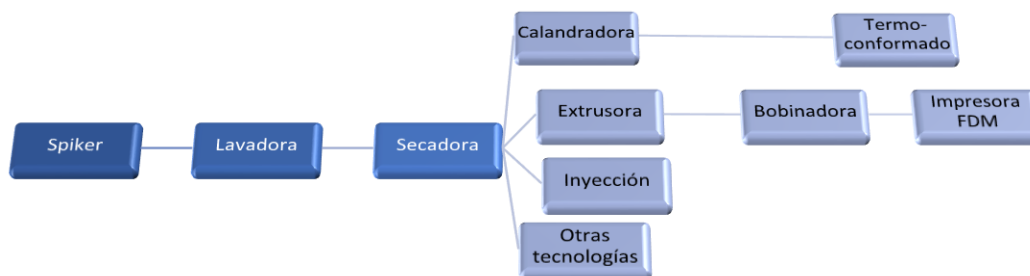 Calandradora
Termo-
conformado
Extrusora
Bobinadora
Impresora
FDM
Spiker
Lavadora
Secadora
Inyección
Otras
tecnologías